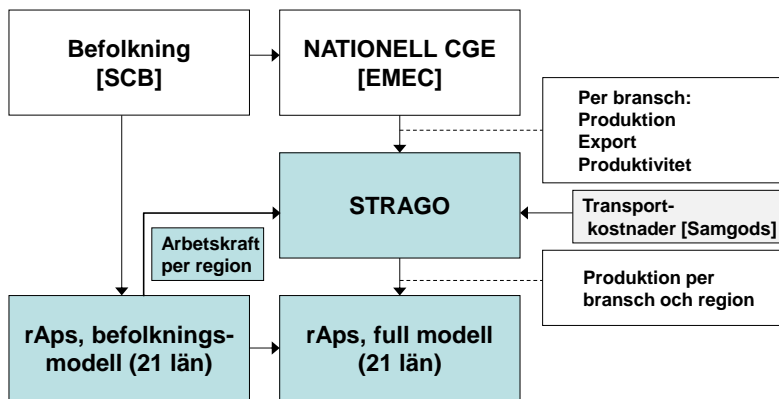 Befolkning
[SCB]
NATIONELL CGE
[EMEC]
Per bransch:
Produktion
Export
Produktivitet
STRAGO
Transport-
kostnader [Samgods]
Arbetskraft
per region
Produktion per
bransch och region
rAps, befolknings-
modell (21 län)
rAps, full modell
(21 län)